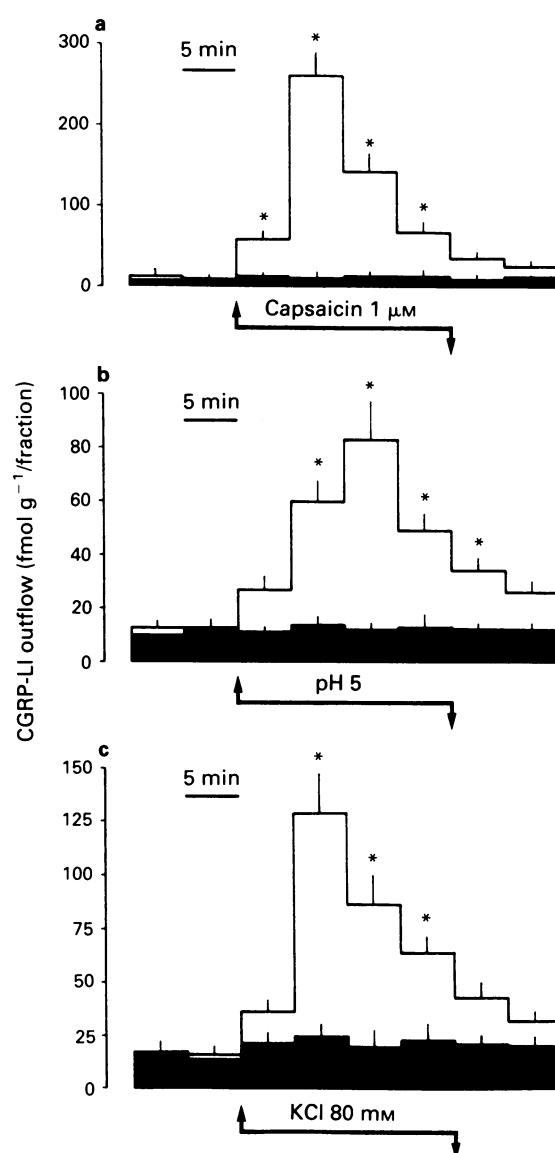 a
5 min
300
200
100
0
*
*
*
*
Capsaicin 1 μM
CGRP-LI outflow (fmol g⁻¹/fraction)
b
5 min
100
80
60
40
20
0
*
*
*
*
pH 5
c
5 min
150
125
100
75
50
25
0
*
*
*
KCl 80 mM